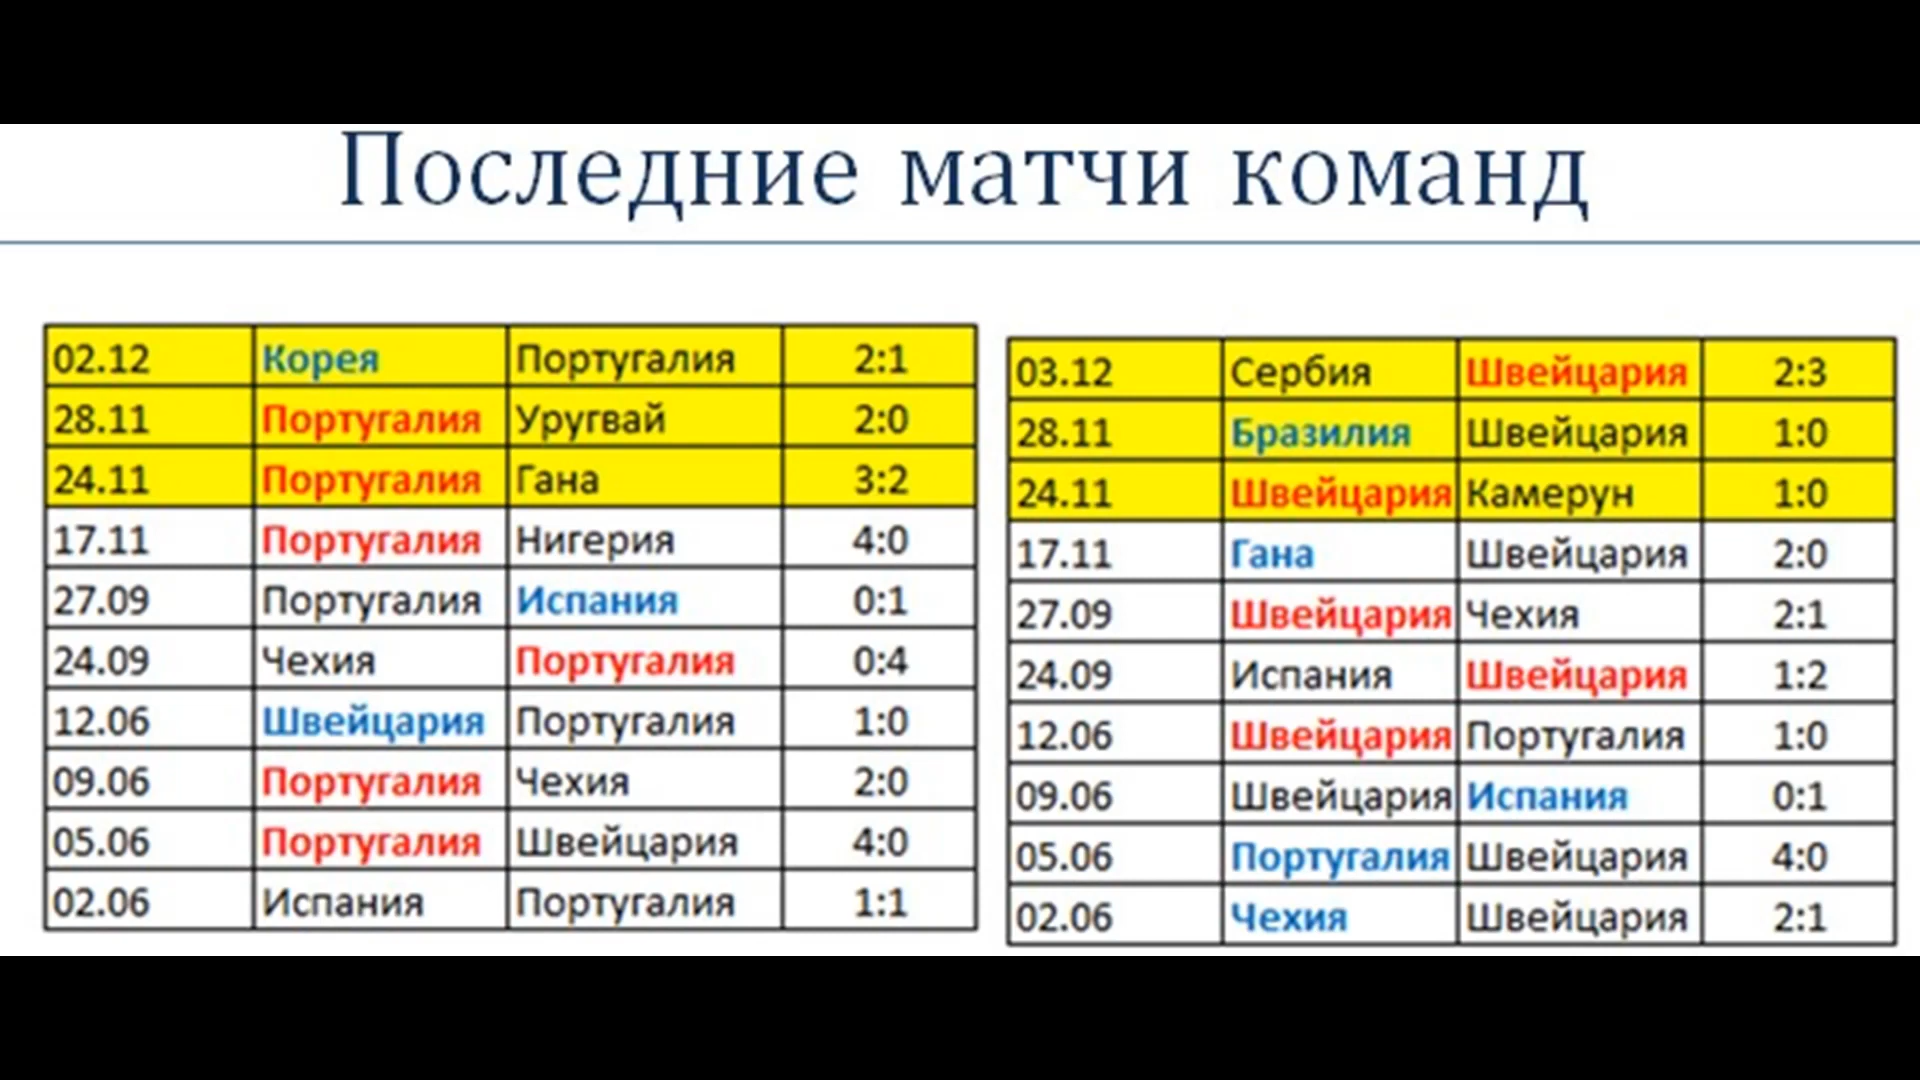 Последние матчи команд
02.12 Корея Португалия 2:1
28.11 Португалия Уругвай 2:0
24.11 Португалия Гана 3:2
17.11 Португалия Нигерия 4:0
27.09 Португалия Испания 0:1
24.09 Чехия Португалия 0:4
12.06 Швейцария Португалия 1:0
09.06 Португалия Чехия 2:0
05.06 Португалия Швейцария 4:0
02.06 Испания Португалия 1:1
03.12 Сербия Швейцария 2:3
28.11 Бразилия Швейцария 1:0
24.11 Швейцария Камерун 1:0
17.11 Гана Швейцария 2:0
27.09 Швейцария Чехия 2:1
24.09 Испания Швейцария 1:2
12.06 Швейцария Португалия 1:0
09.06 Швейцария Испания 0:1
05.06 Португалия Швейцария 4:0
02.06 Чехия Швейцария 2:1